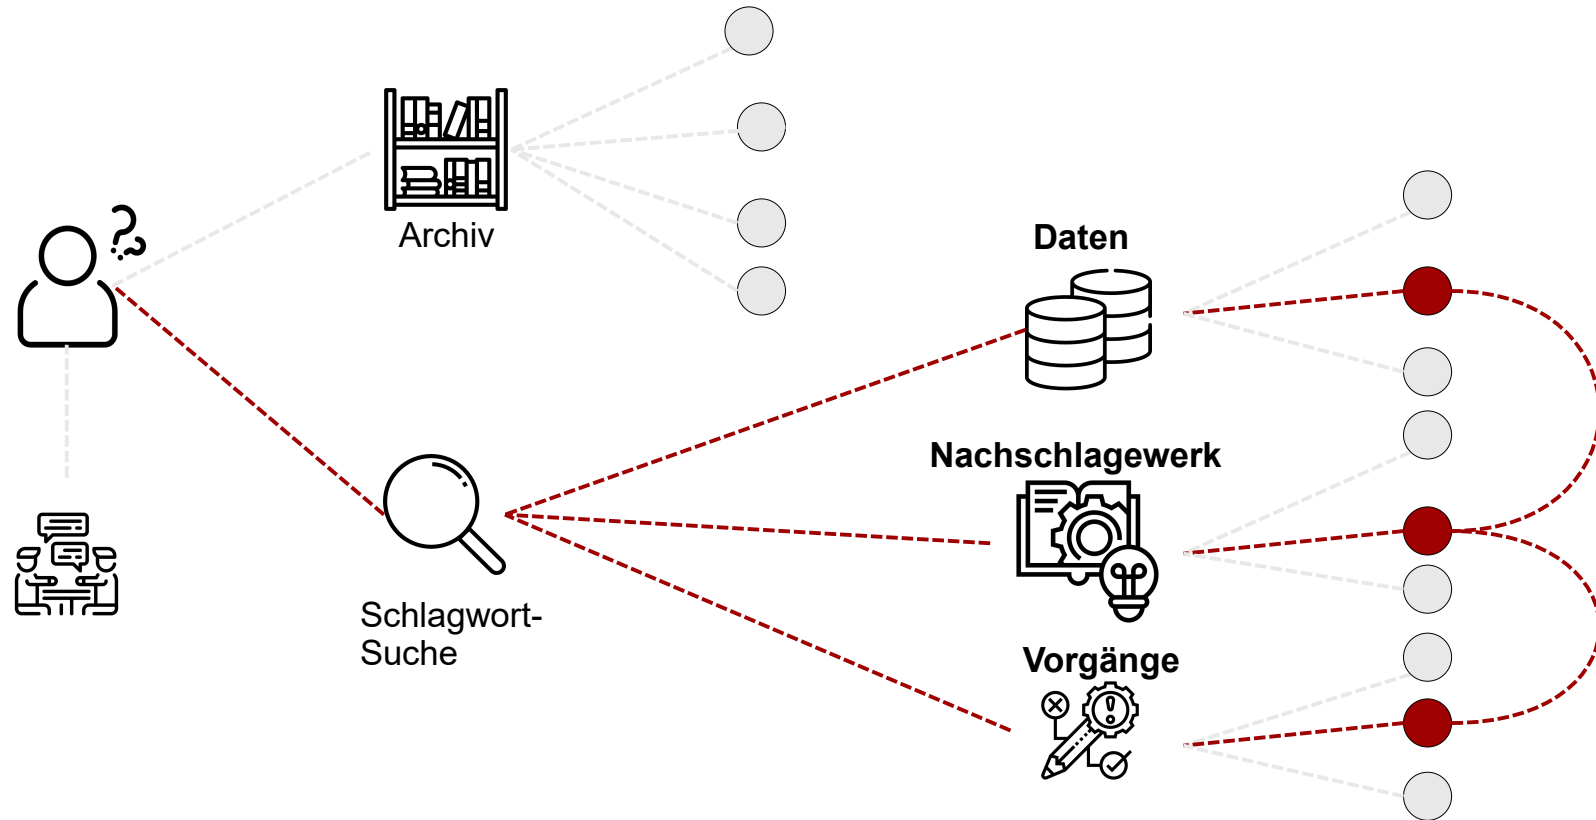 Archiv
Schlagwort-
Suche
Daten
Nachschlagewerk
Vorgänge